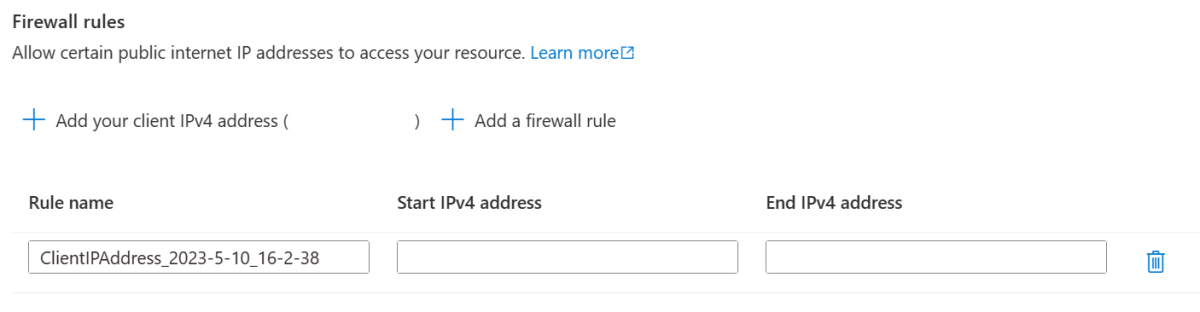 Firewall rules
Allow certain public internet IP addresses to access your resource. Learn more
Add your client IPv4 address ( ) Add a firewall rule
Rule name Start IPv4 address End IPv4 address
ClientIPAddress_2023-5-10_16-2-38